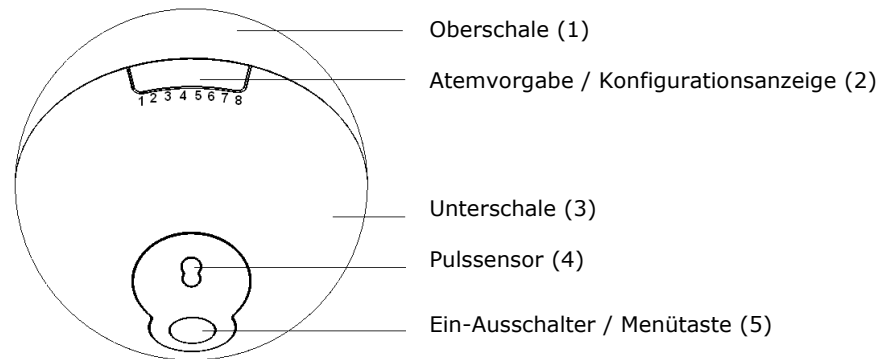 Oberschale (1)
Atemvorgabe / Konfigurationsanzeige (2)
1 2 3 4 5 6 7 8
Unterschale (3)
Pulssensor (4)
Ein-Ausschalter / Menütaste (5)